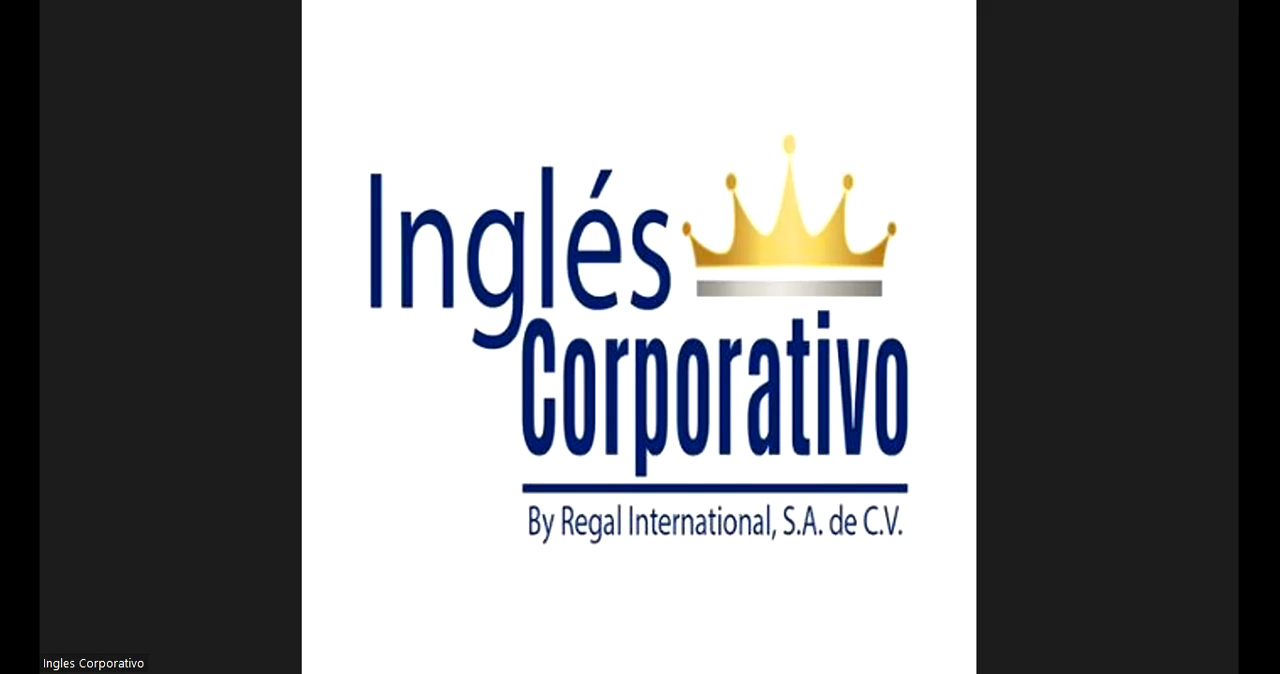 Inglés
Corporativo
By Regal International, S.A. de C.V.
Ingles Corporativo